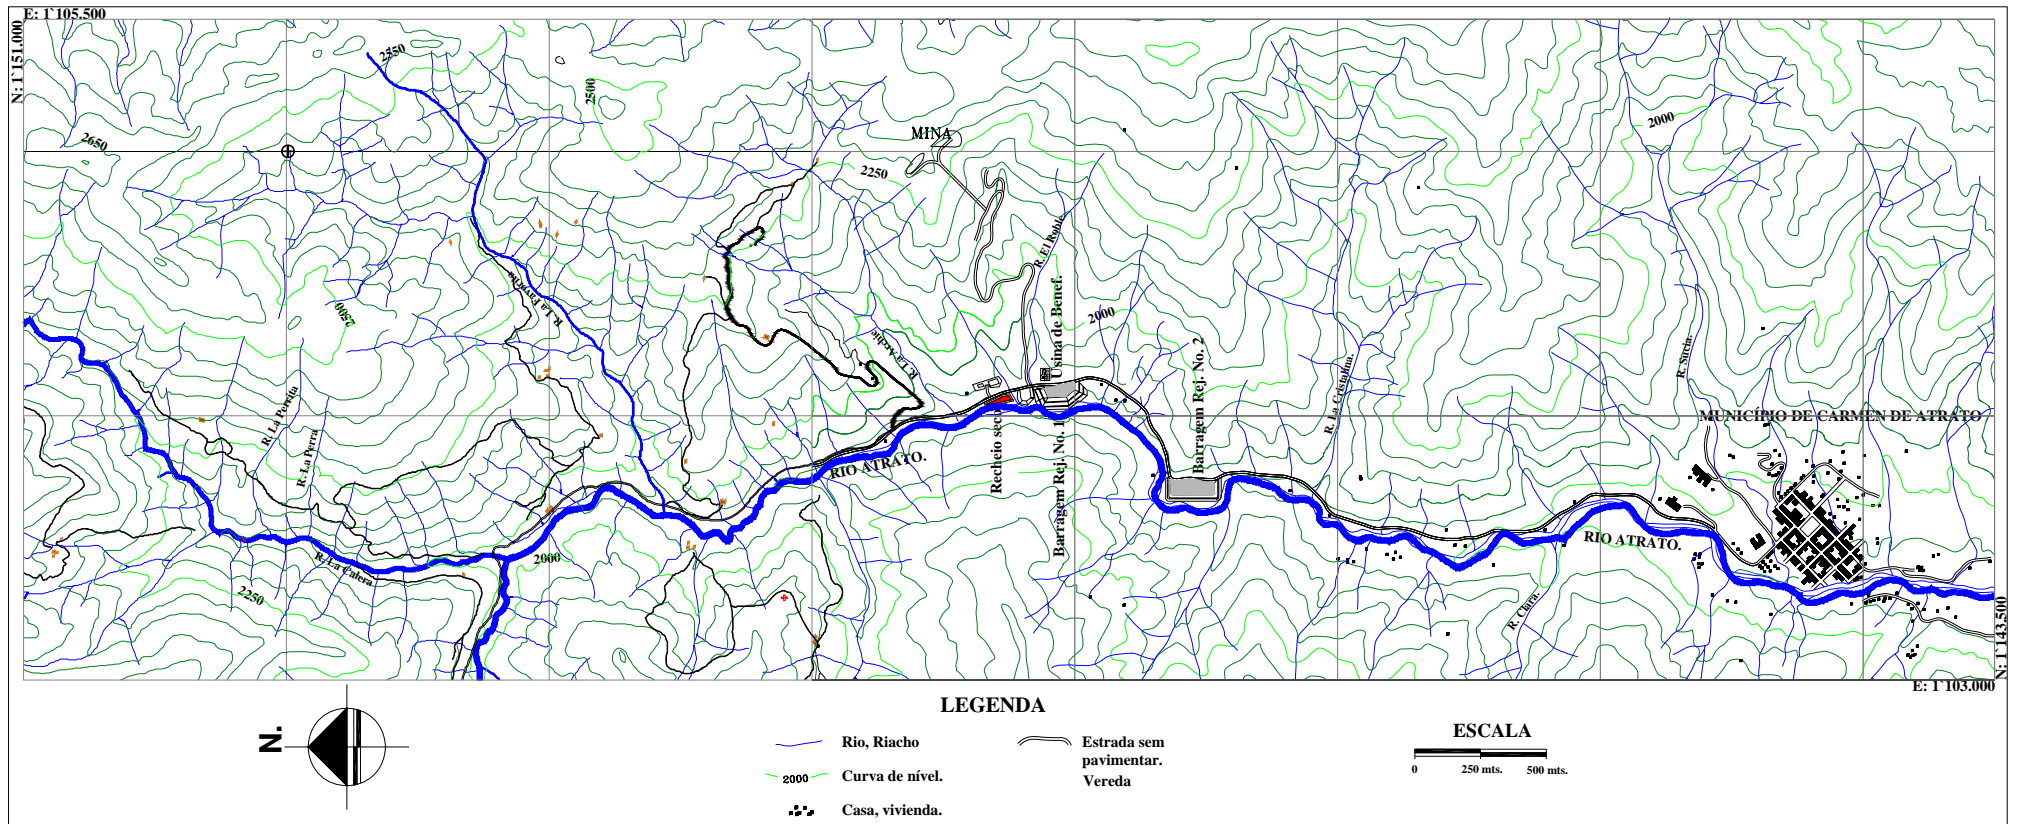 E: 1`105.500
N: 1`151.000
2550
2500
2650
MINA
2250
2000
R. El Roble
R. La Favorita
2500
R. La Arche
Usina de Benef.
2000
Barragem Rej. No. 2
R. La Cristalina.
R. Sucia.
R. La Perrita
R. La Perra
MUNICÍPIO DE CARMEN DE ATRATO
RIO ATRATO.
Recheio seco
Barragem Rej. No. 1
RIO ATRATO.
2000
R. La Calera
2250
R. Clara.
N: 1`143.500
E: 1`103.000
LEGENDA
N.
Rio, Riacho
2000 Curva de nível.
Casa, vivienda.
Estrada sem
pavimentar.
Vereda
ESCALA
0 250 mts. 500 mts.